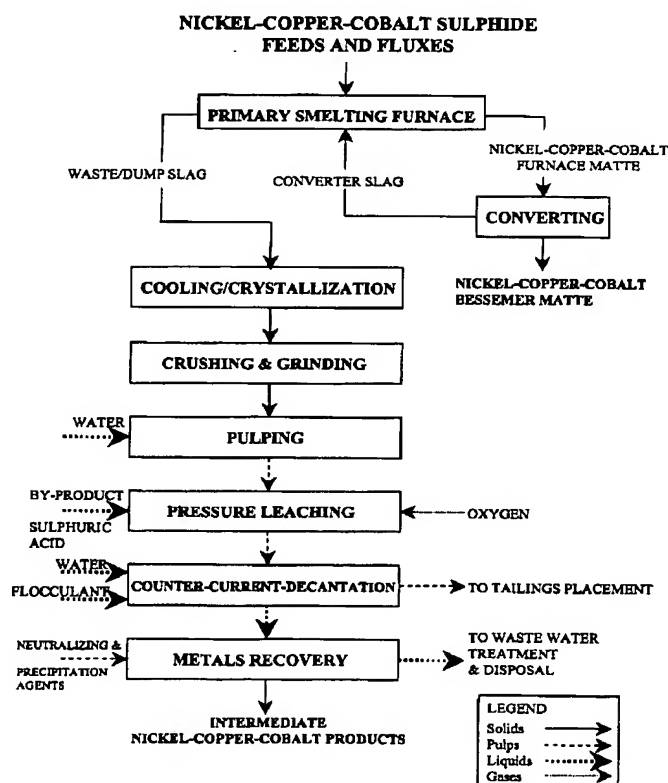 NICKEL-COPPER-COBALT SULPHIDE
FEEDS AND FLUXES
PRIMARY SMELTING FURNACE
WASTE/DUMP SLAG
CONVERTER SLAG
NICKEL-COPPER-COBALT
FURNACE MATTE
CONVERTING
NICKEL-COPPER-COBALT
BESSEMER MATTE
COOLING/CRYSTALLIZATION
CRUSHING & GRINDING
WATER
PULPING
BY-PRODUCT
SULPHURIC
ACID
PRESSURE LEACHING
OXYGEN
WATER
FLOCCULANT
COUNTER-CURRENT-DECANTATION
TO TAILINGS PLACEMENT
NEUTRALIZING &
PRECIPITATION
AGENTS
METALS RECOVERY
TO WASTE WATER
TREATMENT
& DISPOSAL
INTERMEDIATE
NICKEL-COPPER-COBALT PRODUCTS
LEGEND
Solids
Pulps
Liquids
Gases